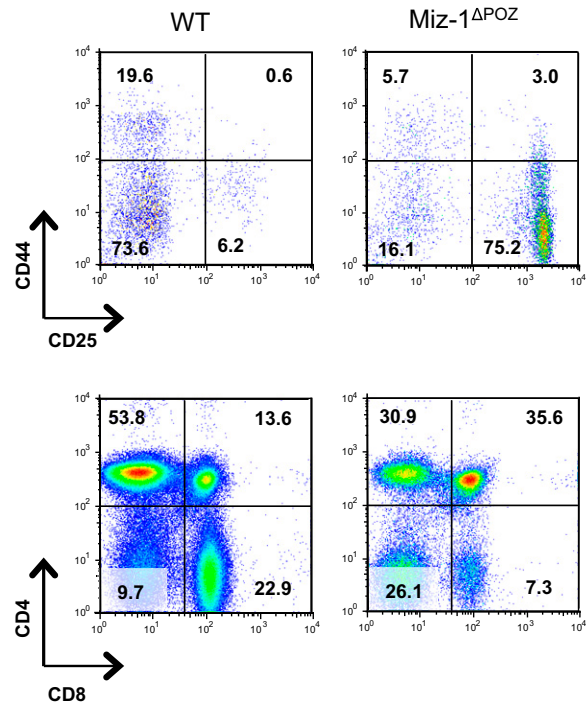 WT Miz-1ΔPOZ
10⁴ 19.6 0.6 10⁴ 5.7 3.0
10³ 10³
10² 10²
10¹ 10¹
73.6 6.2 16.1 75.2
10⁰ 10⁰
10⁰ 10¹ 10² 10³ 10⁴ 10⁰ 10¹ 10² 10³ 10⁴
CD44
CD25
10⁴ 53.8 13.6 10⁴ 30.9 35.6
10³ 10³
10² 10²
10¹ 10¹
9.7 22.9 26.1 7.3
10⁰ 10⁰
10⁰ 10¹ 10² 10³ 10⁴ 10⁰ 10¹ 10² 10³ 10⁴
CD4
CD8